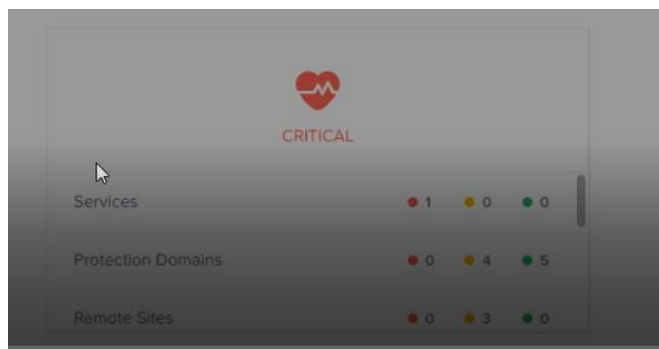 CRITICAL
Services 1 0 0
Protection Domains 0 4 5
Remote Sites 0 3 0